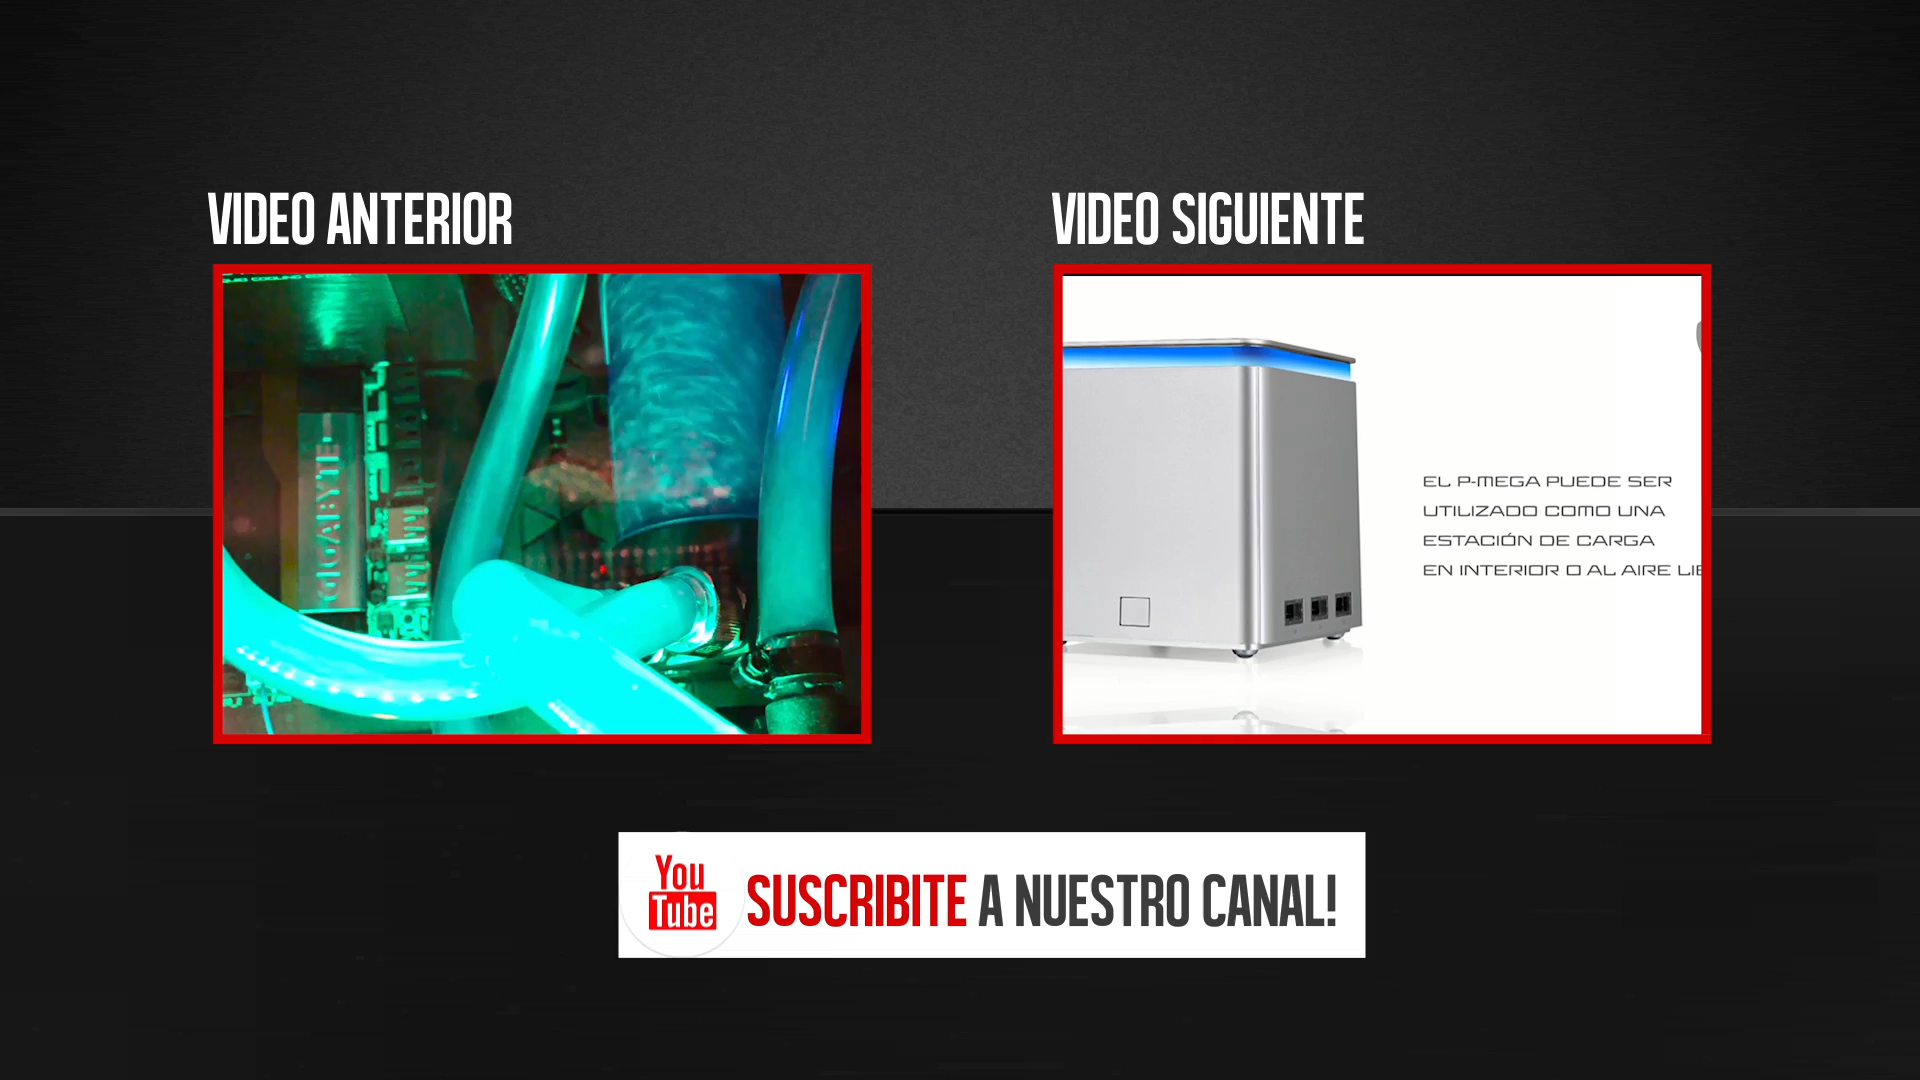 VIDEO ANTERIOR
VIDEO SIGUIENTE
GIGABYTE
EL P-MEGA PUEDE SER
UTILIZADO COMO UNA
ESTACIÓN DE CARGA
EN INTERIOR O AL AIRE
You
Tube
SUSCRIBITE A NUESTRO CANAL!